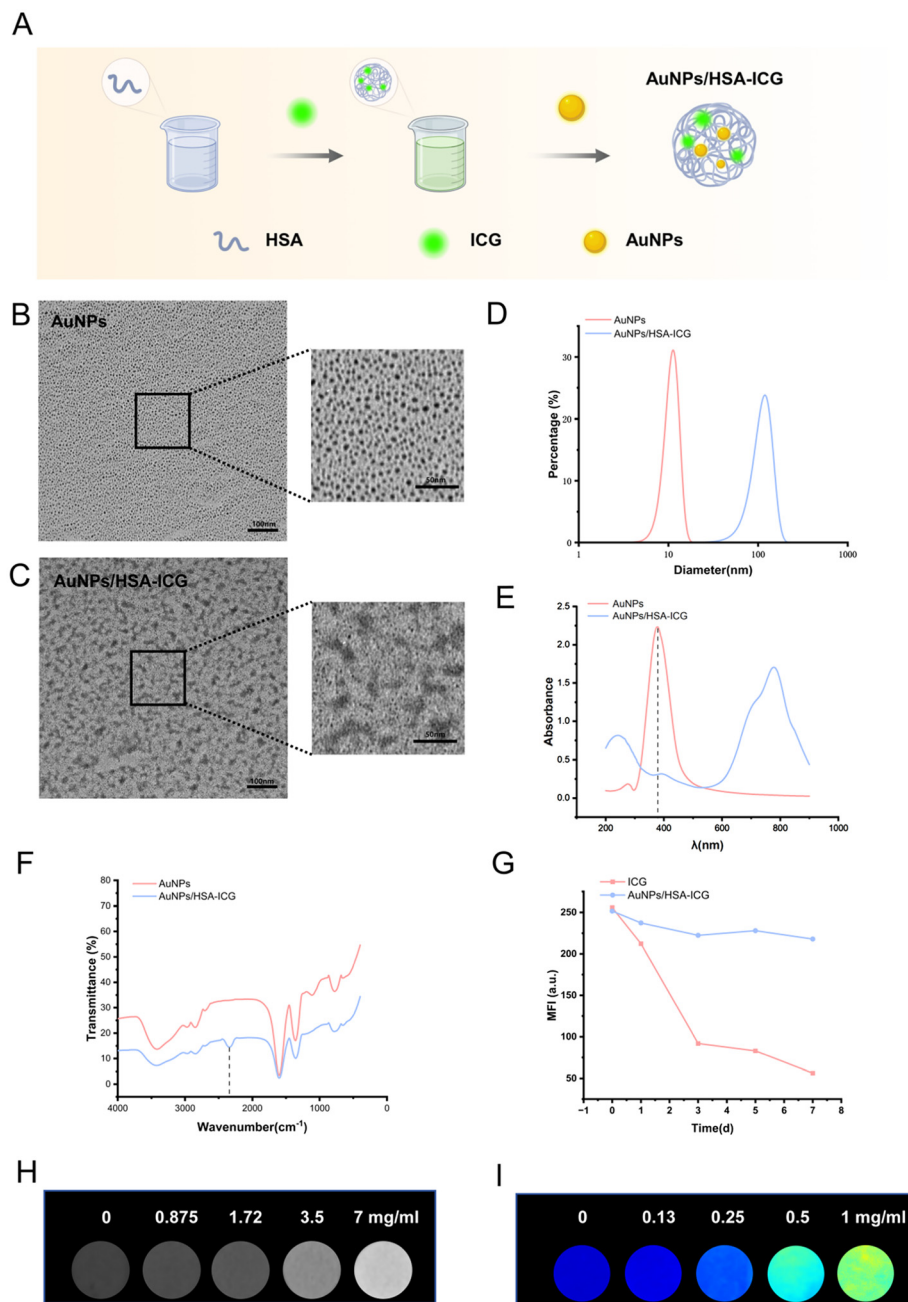 A
AuNPs/HSA-ICG
HSA
ICG
AuNPs
B
AuNPs
100nm
50nm
C
AuNPs/HSA-ICG
100nm
50nm
D
AuNPs
AuNPs/HSA-ICG
Percentage (%)
30
20
10
0
1
10
100
1000
Diameter(nm)
E
AuNPs
AuNPs/HSA-ICG
Absorbance
2.5
2.0
1.5
1.0
0.5
0.0
200
400
600
800
1000
λ(nm)
F
AuNPs
AuNPs/HSA-ICG
Transmittance (%)
80
70
60
50
40
30
20
10
0
4000
3000
2000
1000
0
Wavenumber(cm⁻¹)
G
ICG
AuNPs/HSA-ICG
MFI (a.u.)
250
200
150
100
50
−1
0
1
2
3
4
5
6
7
8
Time(d)
H
0 0.875 1.72 3.5 7 mg/ml
I
0 0.13 0.25 0.5 1 mg/ml